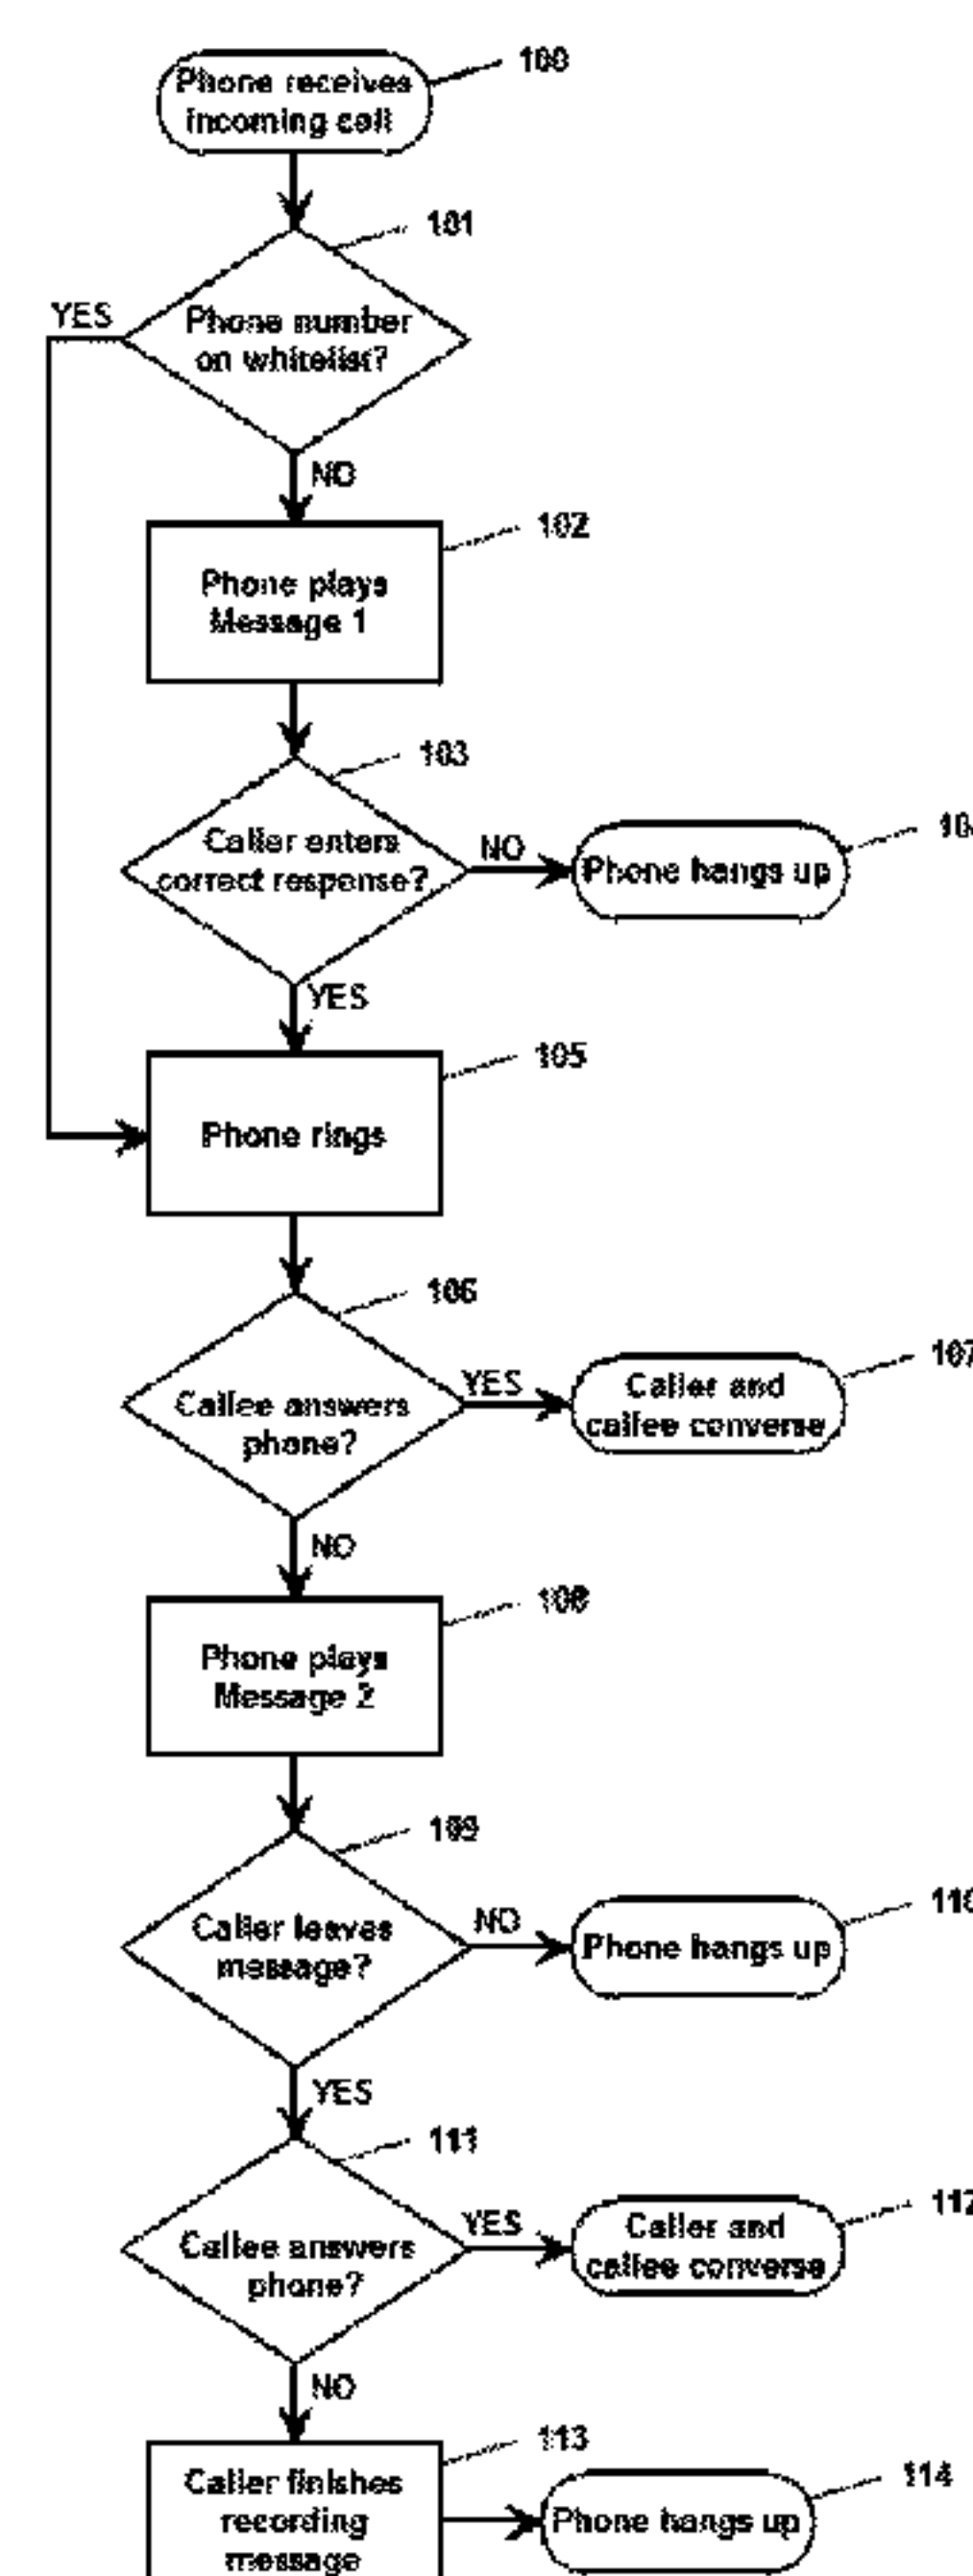 100
Phone receives
incoming call
101
YES
Phone number
on whitelist?
NO
102
Phone plays
Message 1
103
Caller enters
correct response?
NO
Phone hangs up
YES
105
Phone rings
106
Callee answers
phone?
YES
107
Caller and
callee converse
NO
108
Phone plays
Message 2
109
Caller leaves
message?
NO
110
Phone hangs up
YES
111
Callee answers
phone?
YES
112
Caller and
callee converse
NO
113
Caller finishes
recording
message
114
Phone hangs up